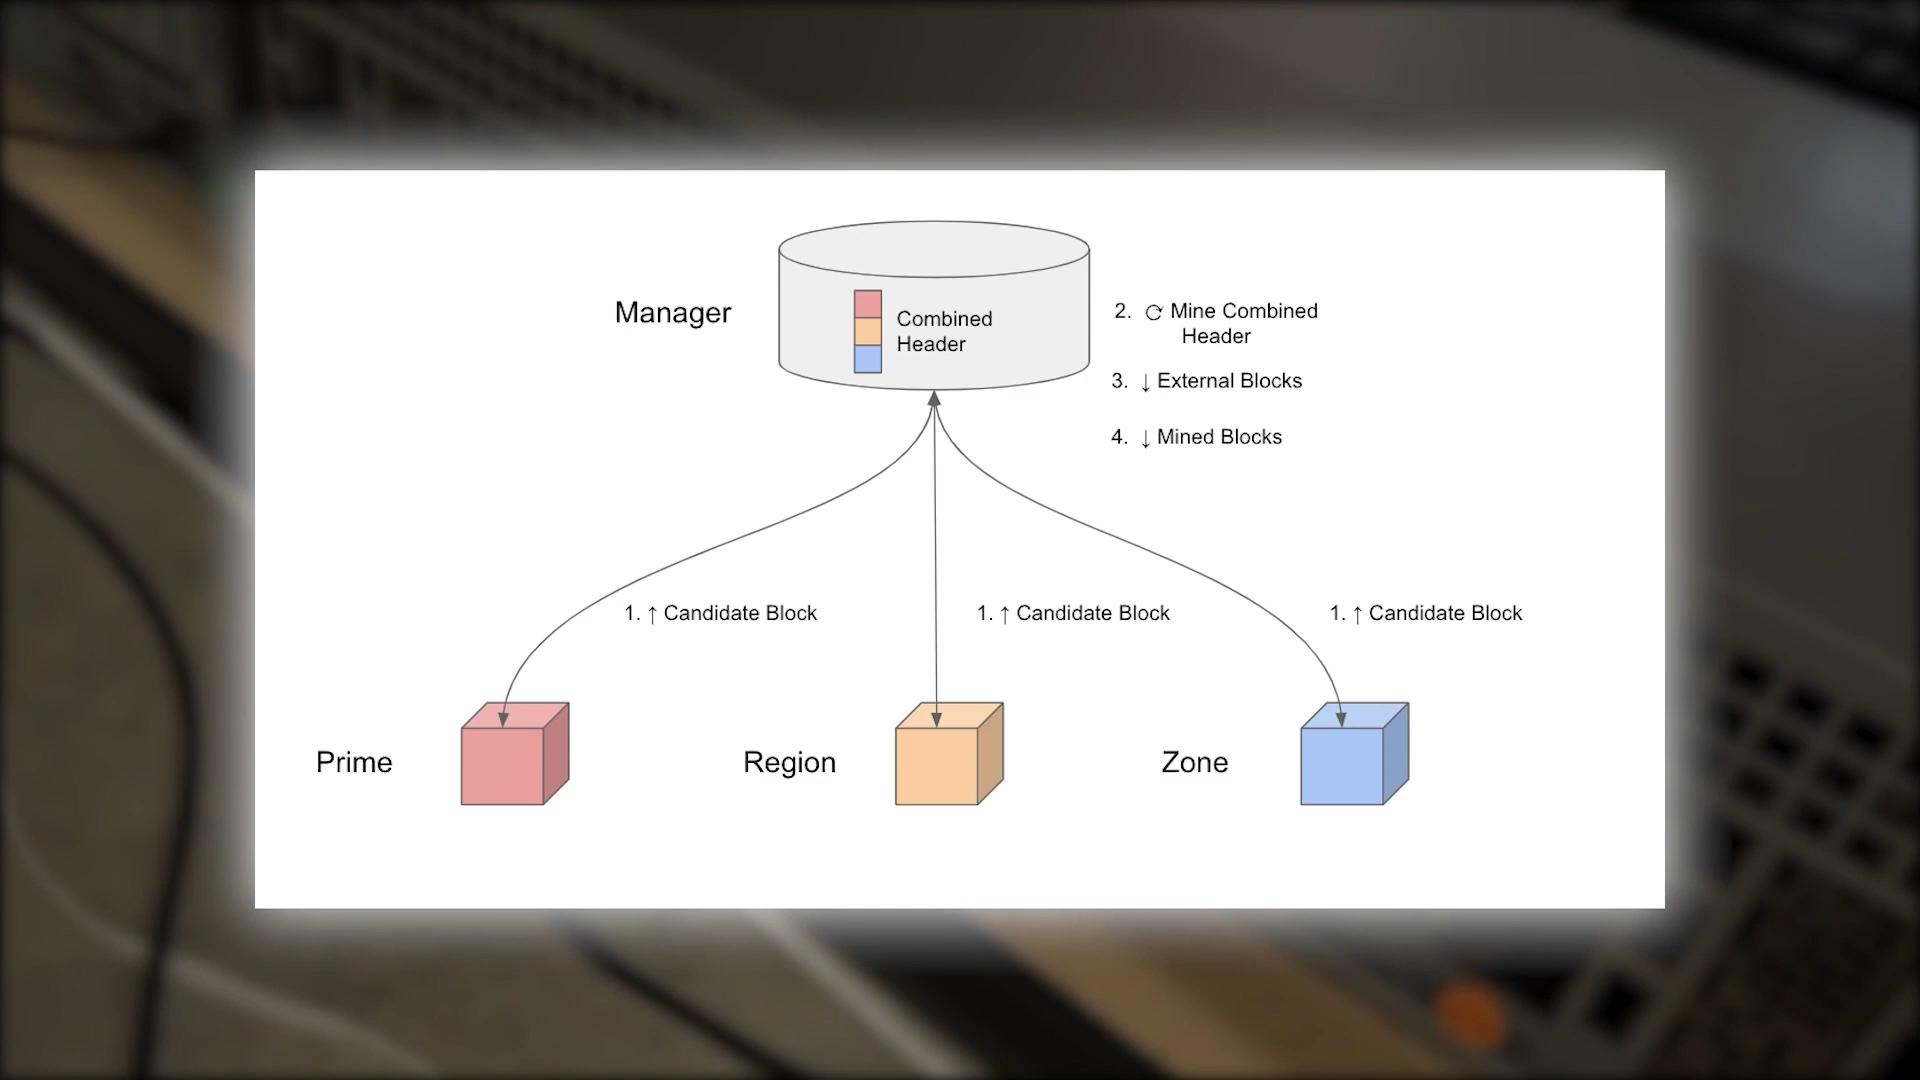 Manager
Combined
Header
2. ⟳ Mine Combined
Header
3. ↓ External Blocks
4. ↓ Mined Blocks
1. ↑ Candidate Block
1. ↑ Candidate Block
1. ↑ Candidate Block
Prime
Region
Zone